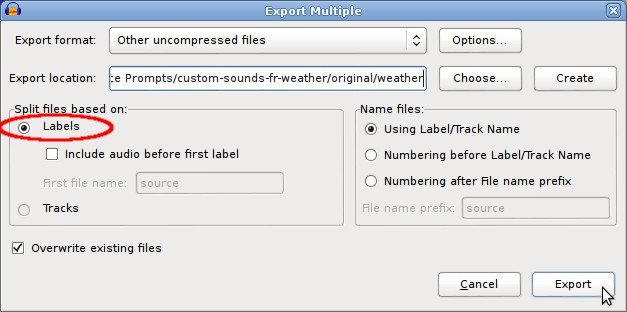 Export Multiple
Export format: Other uncompressed files Options...
Export location: :e Prompts/custom-sounds-fr-weather/original/weather Choose... Create
Split files based on: Name files:
Labels Using Label/Track Name
Include audio before first label Numbering before Label/Track Name
First file name: source Numbering after File name prefix
Tracks File name prefix: source
Overwrite existing files
Cancel Export